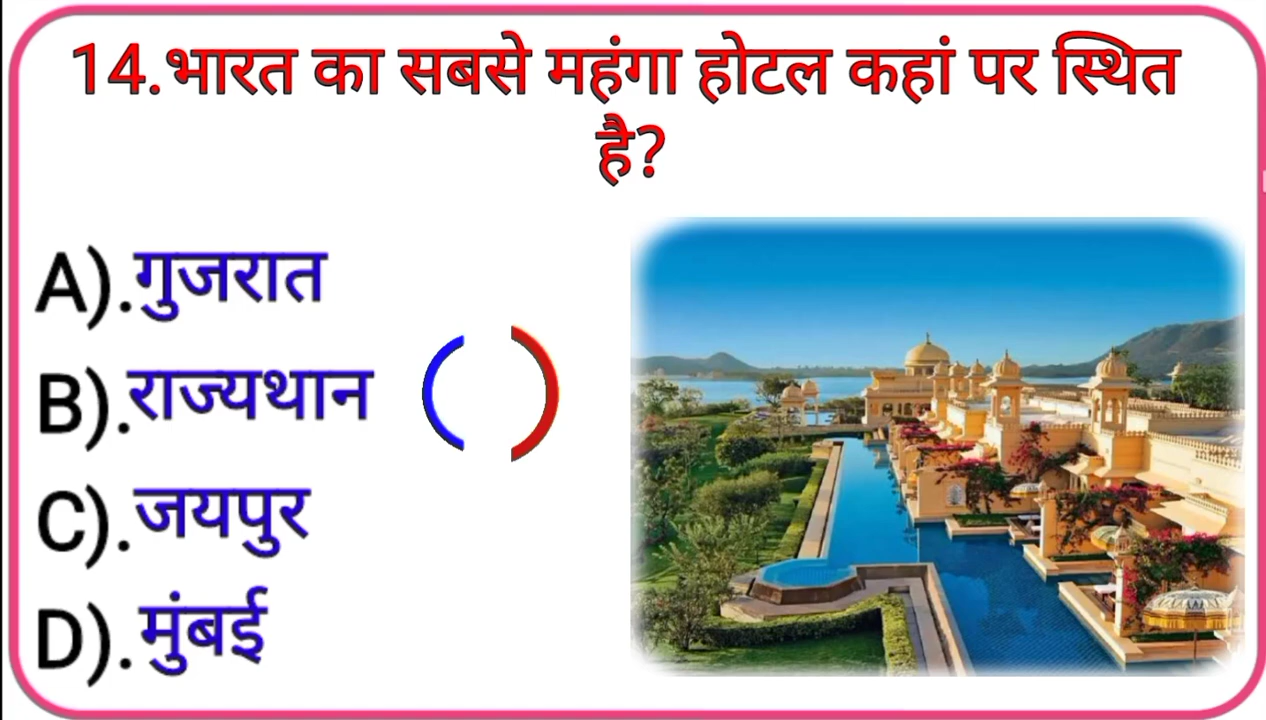 14.भारत का सबसे महंगा होटल कहां पर स्थित
है?
A).गुजरात
B).राज्यथान
C).जयपुर
D).मुंबई